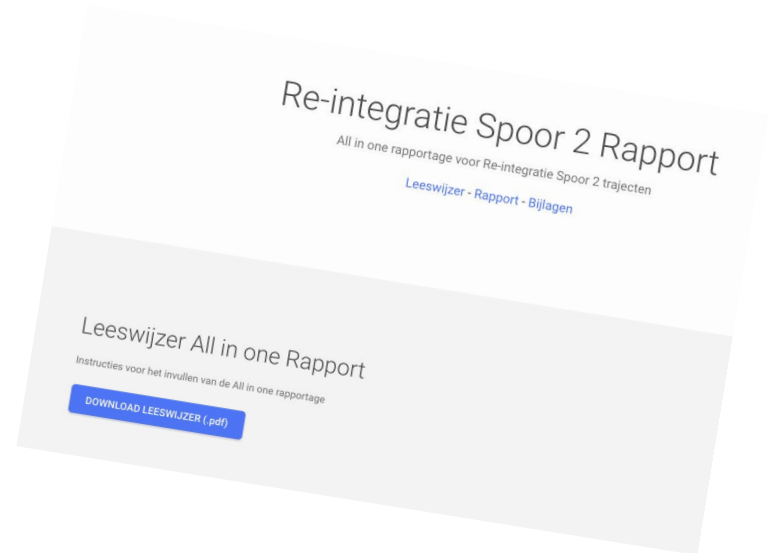 Re-integratie Spoor 2 Rapport
All in one rapportage voor Re-integratie Spoor 2 trajecten
Leeswijzer - Rapport - Bijlagen
Leeswijzer All in one Rapport
Instructies voor het invullen van de All in one rapportage
DOWNLOAD LEESWIJZER (.pdf)